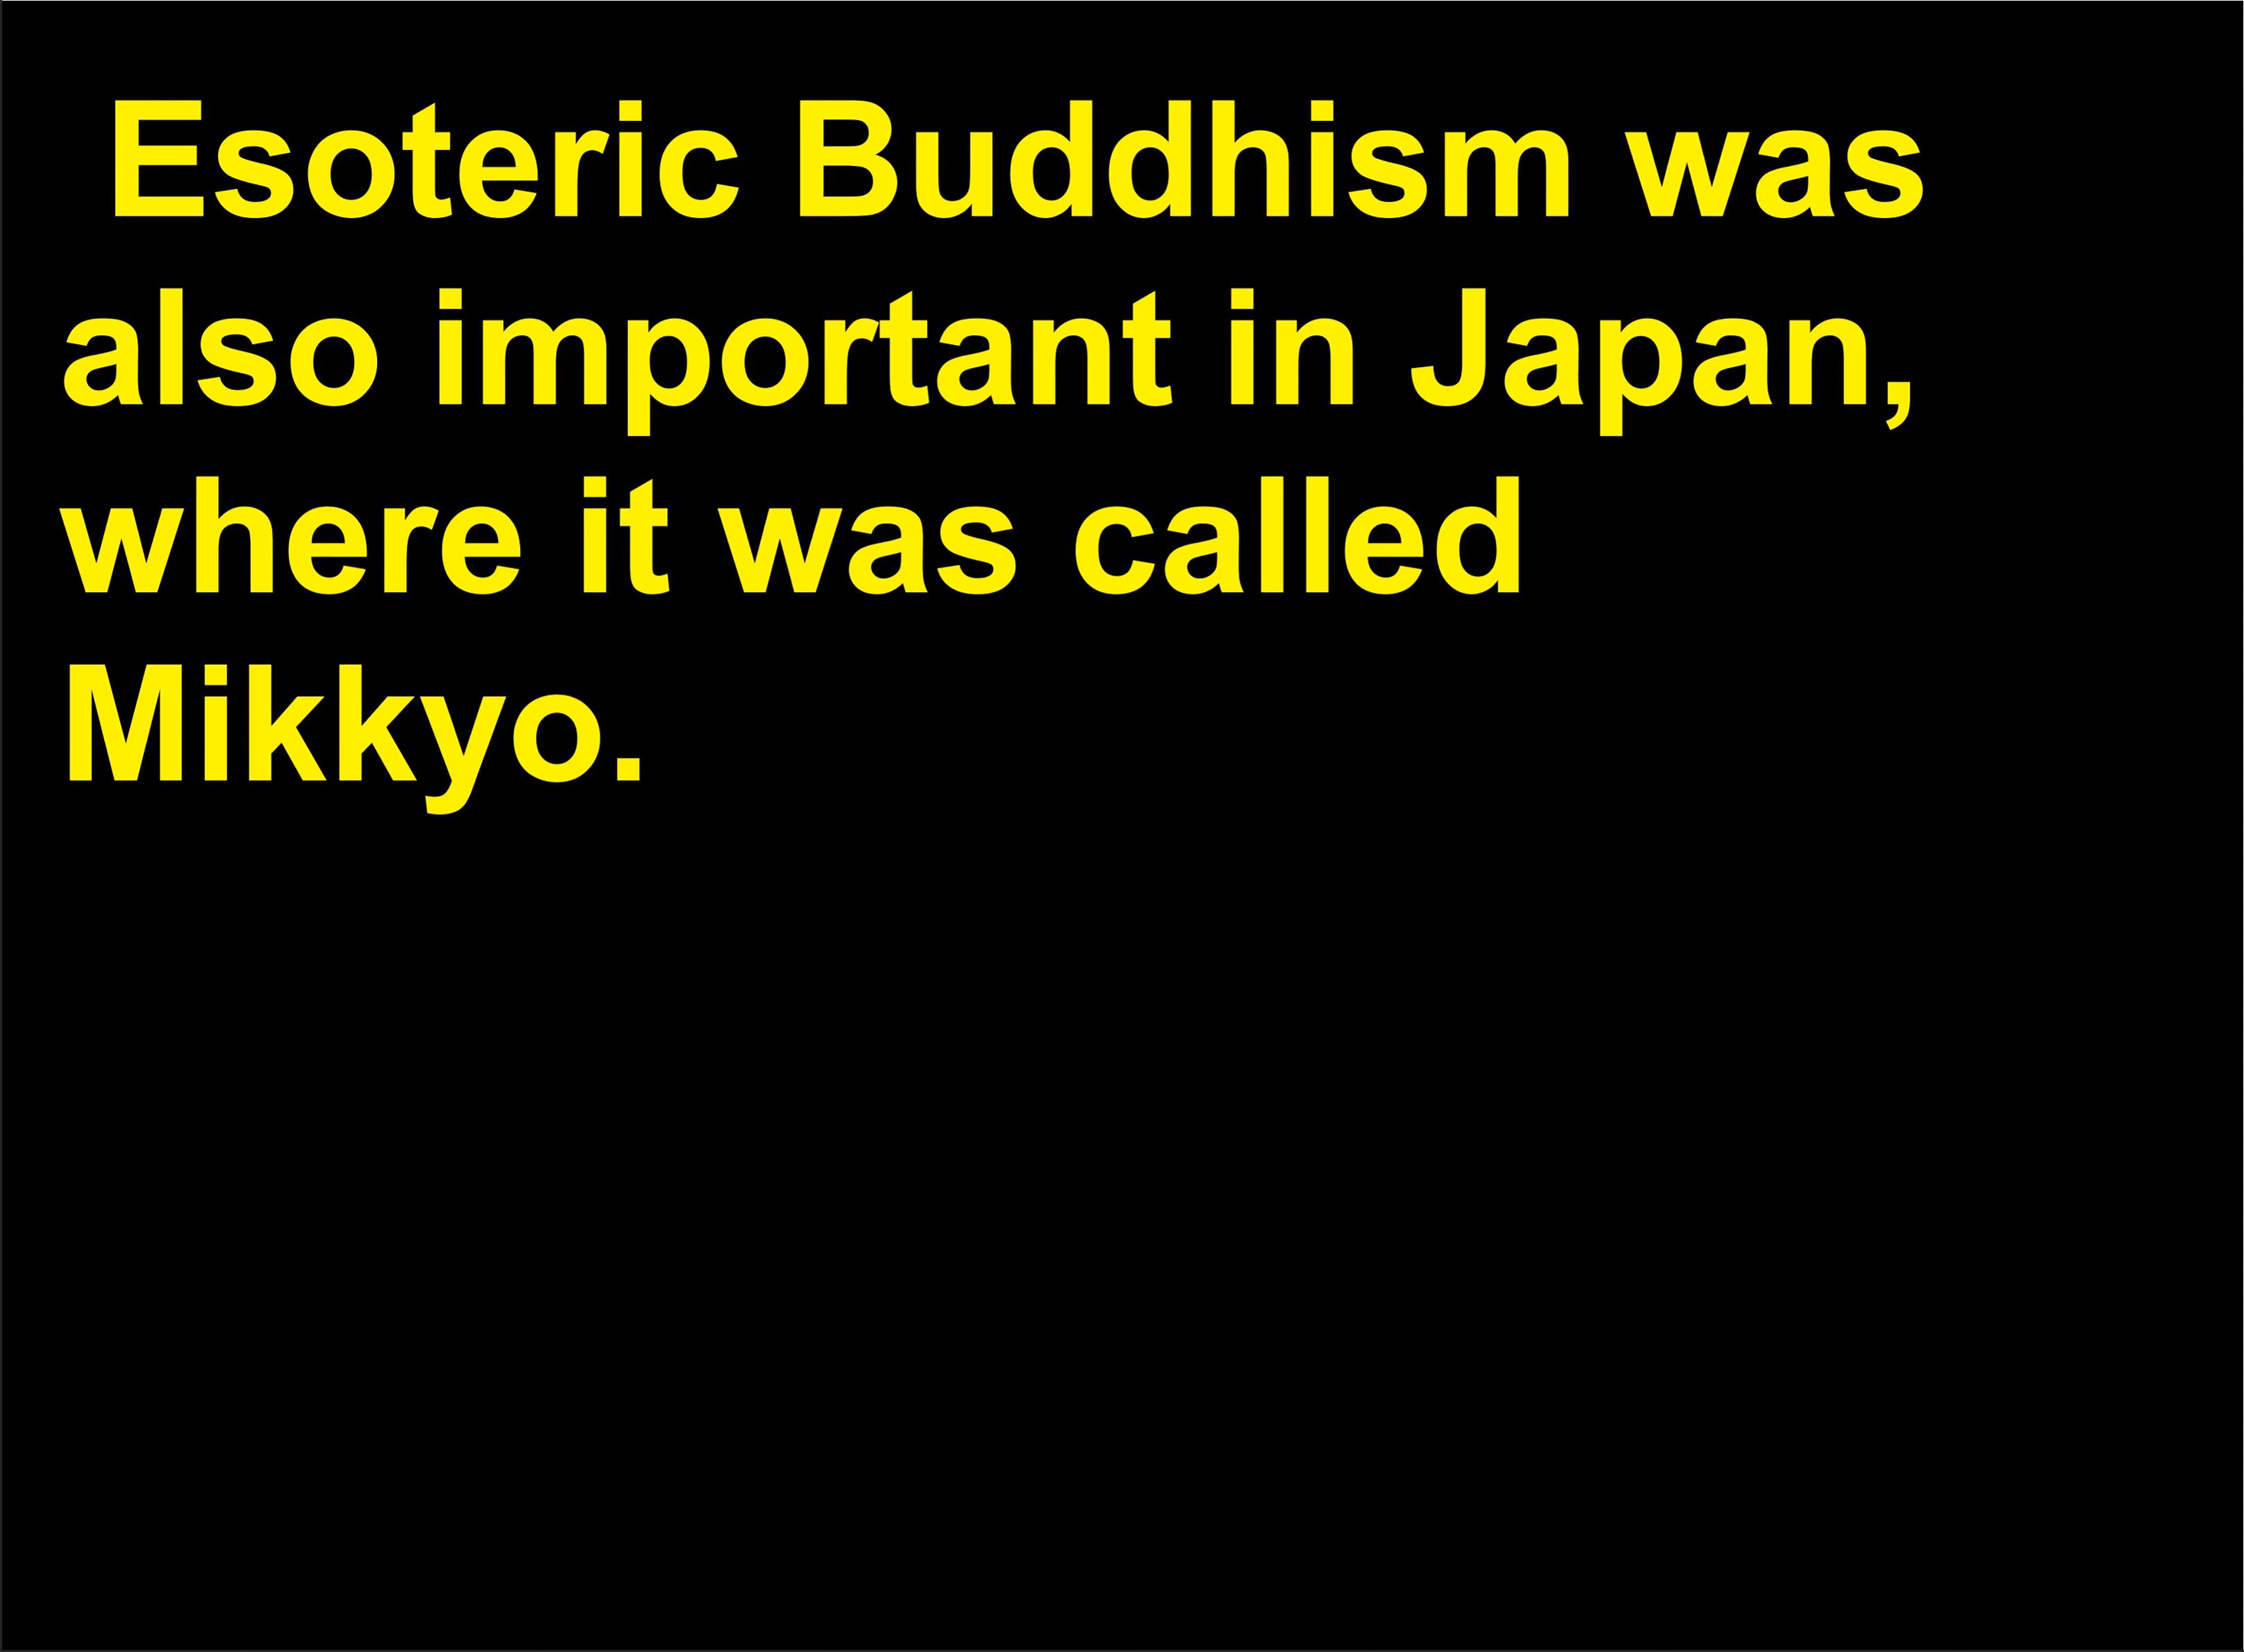 Esoteric Buddhism was
also important in Japan,
where it was called
Mikkyo.